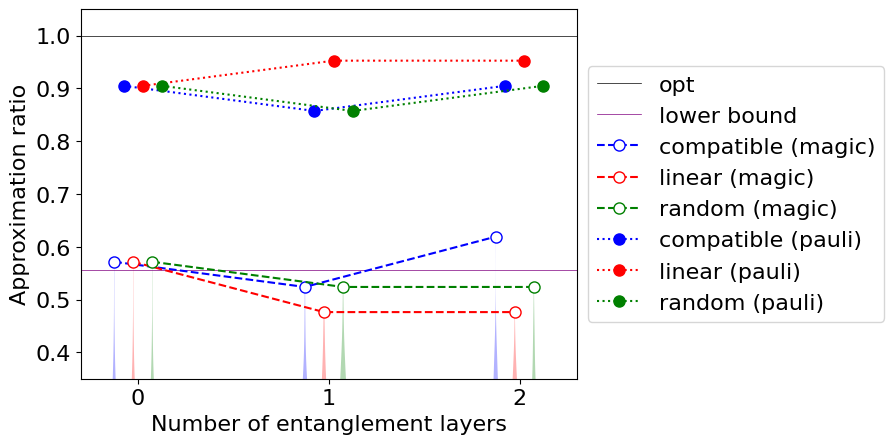 1.0
0.9
0.8
0.7
0.6
0.5
0.4
Approximation ratio
0 1 2
Number of entanglement layers
opt
lower bound
compatible (magic)
linear (magic)
random (magic)
compatible (pauli)
linear (pauli)
random (pauli)